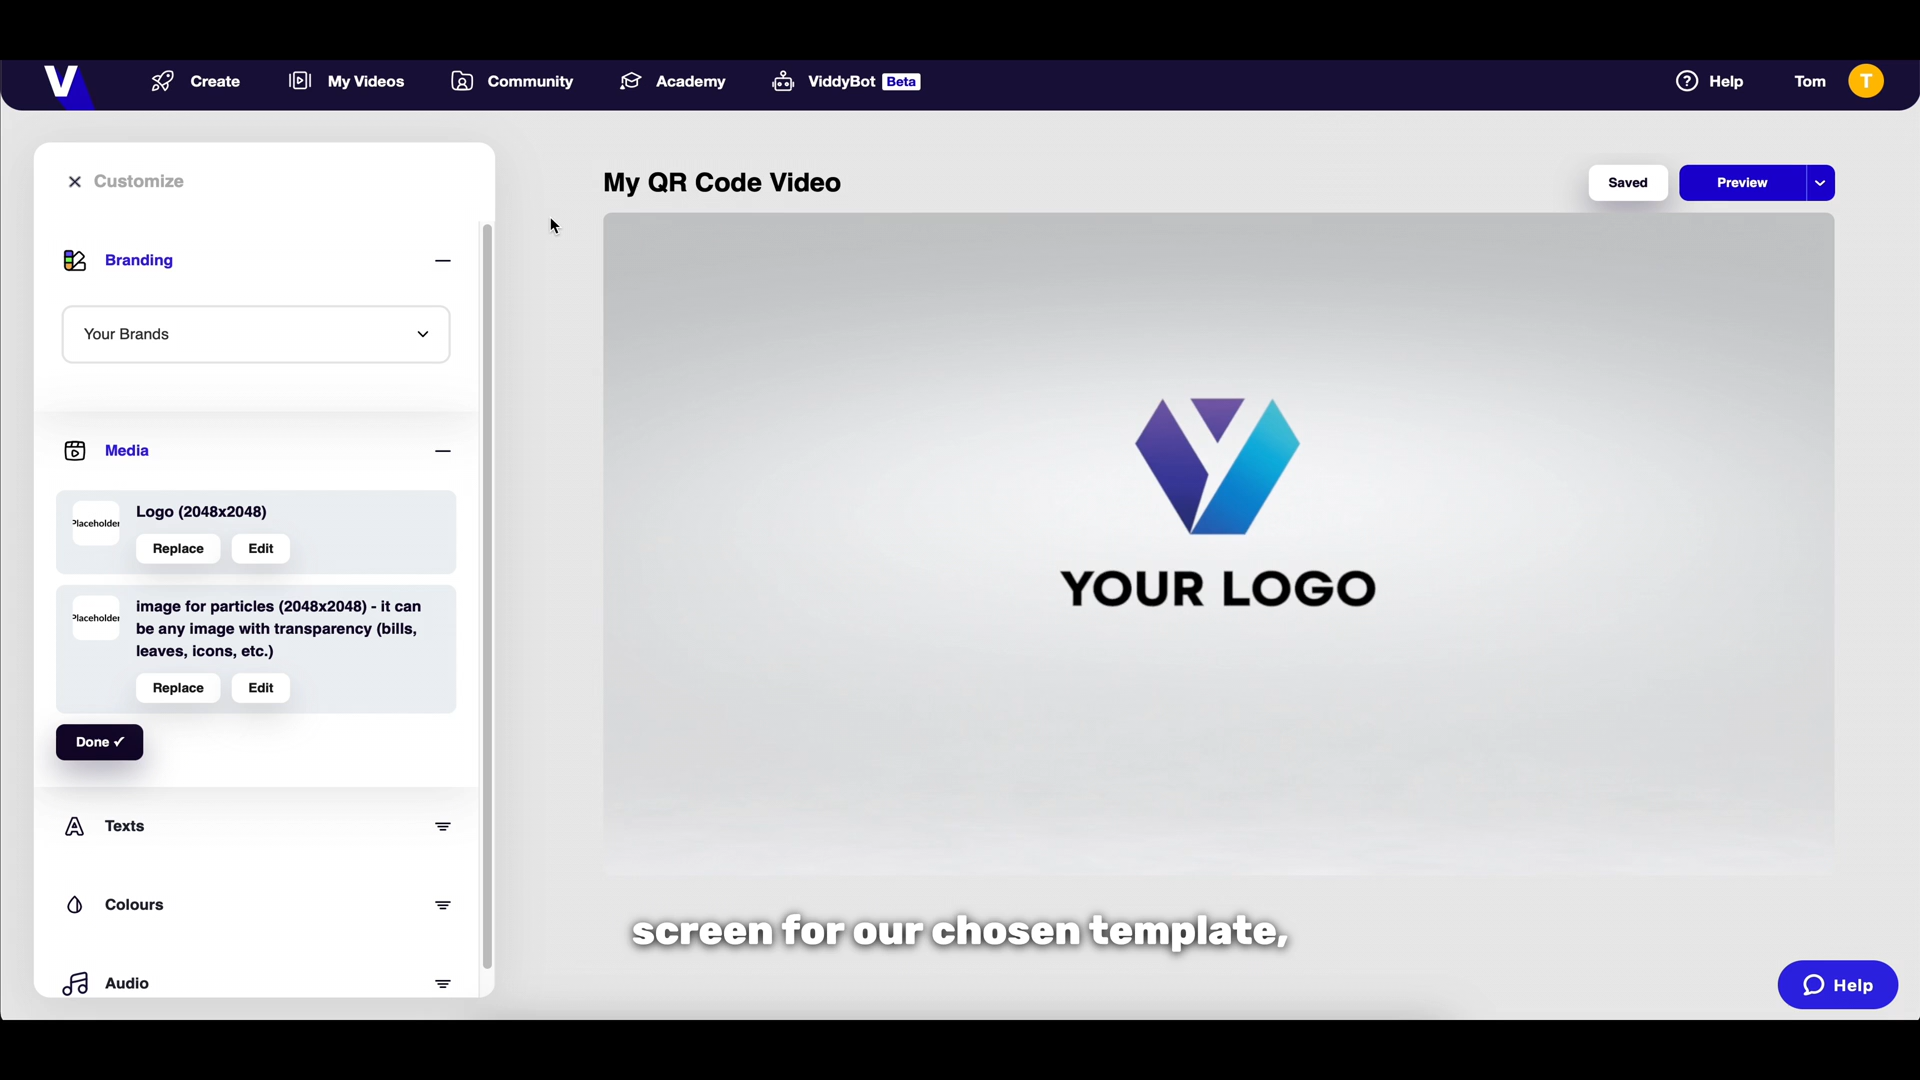 Create
My Videos
Community
Academy
ViddyBot Beta
Help
Tom
T
Customize
Branding
Your Brands
Media
Placeholder
Logo (2048x2048)
Replace
Edit
Placeholder
image for particles (2048x2048) - it can
be any image with transparency (bills,
leaves, icons, etc.)
Replace
Edit
Done ✓
Texts
Colours
Audio
My QR Code Video
Saved
Preview
YOUR LOGO
screen for our chosen template,
Help